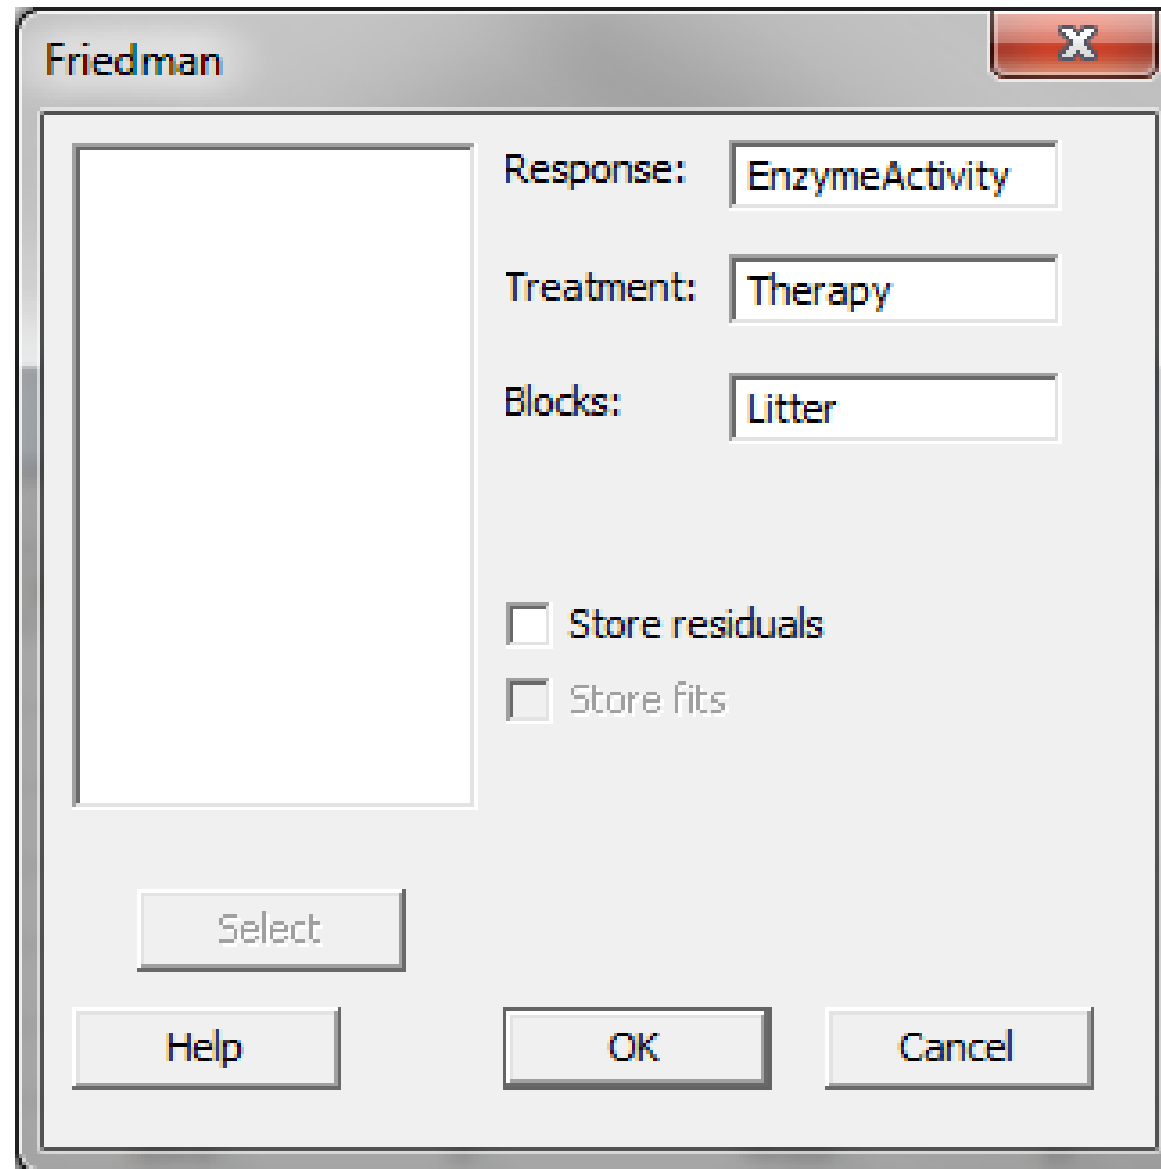 Friedman
Response: EnzymeActivity
Treatment: Therapy
Blocks: Litter
Store residuals
Store fits
Select
Help OK Cancel